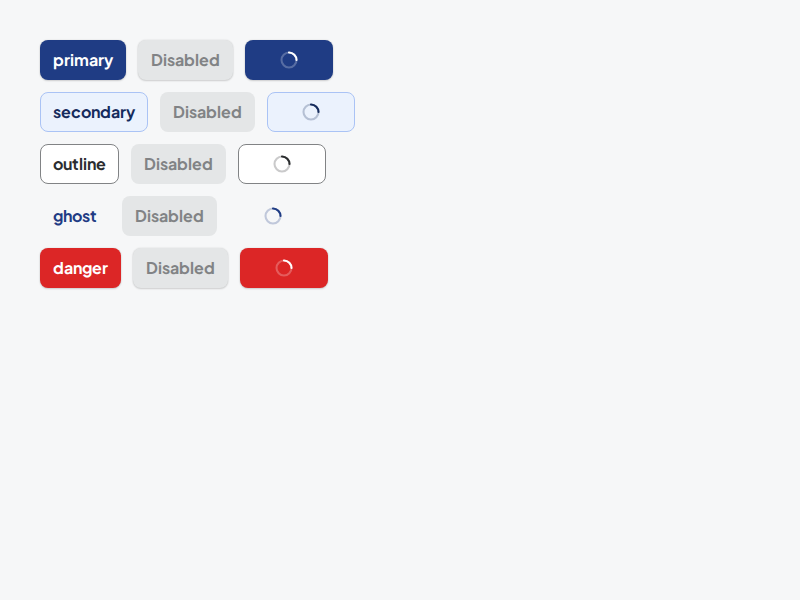 primary Disabled
secondary Disabled
outline Disabled
ghost Disabled
danger Disabled